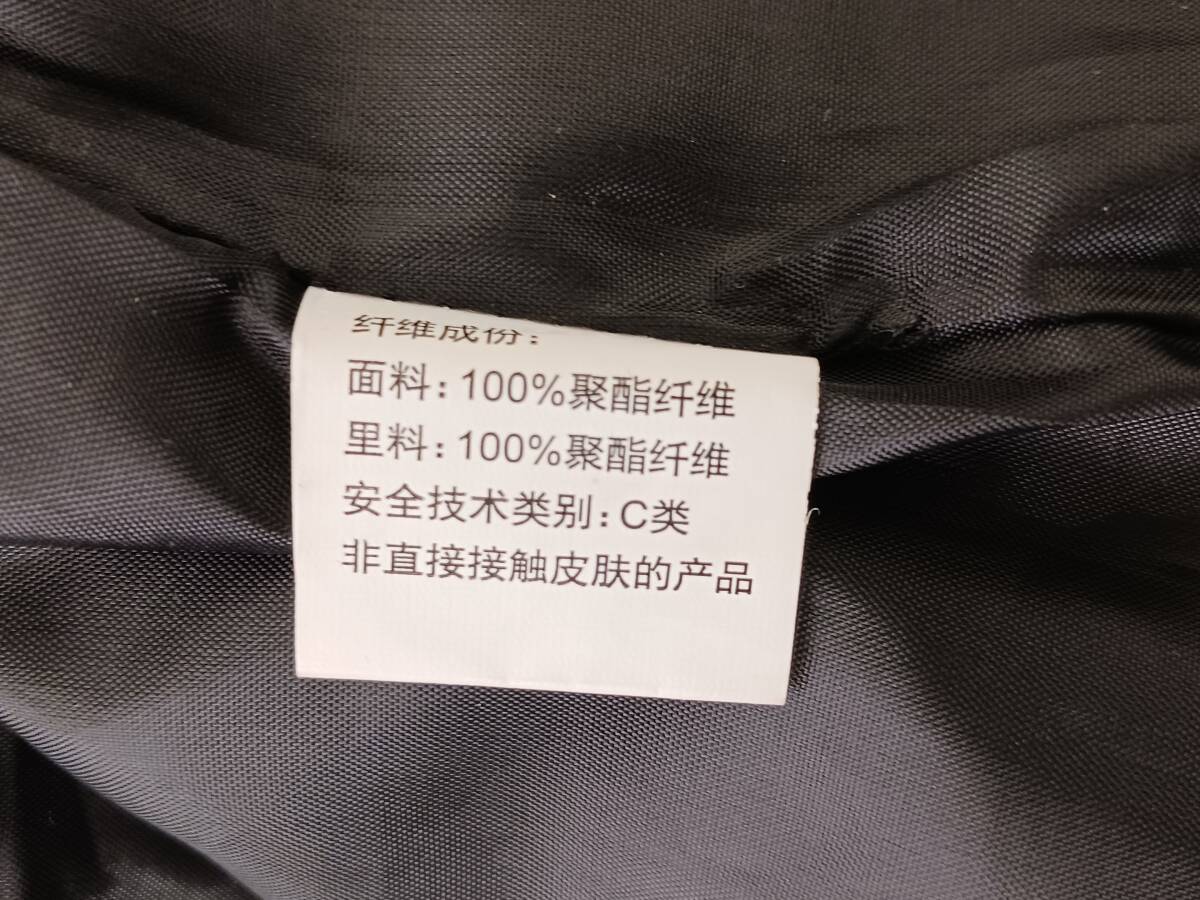 纤维成份：
面料：100%聚酯纤维
里料：100%聚酯纤维
安全技术类别：C类
非直接接触皮肤的产品